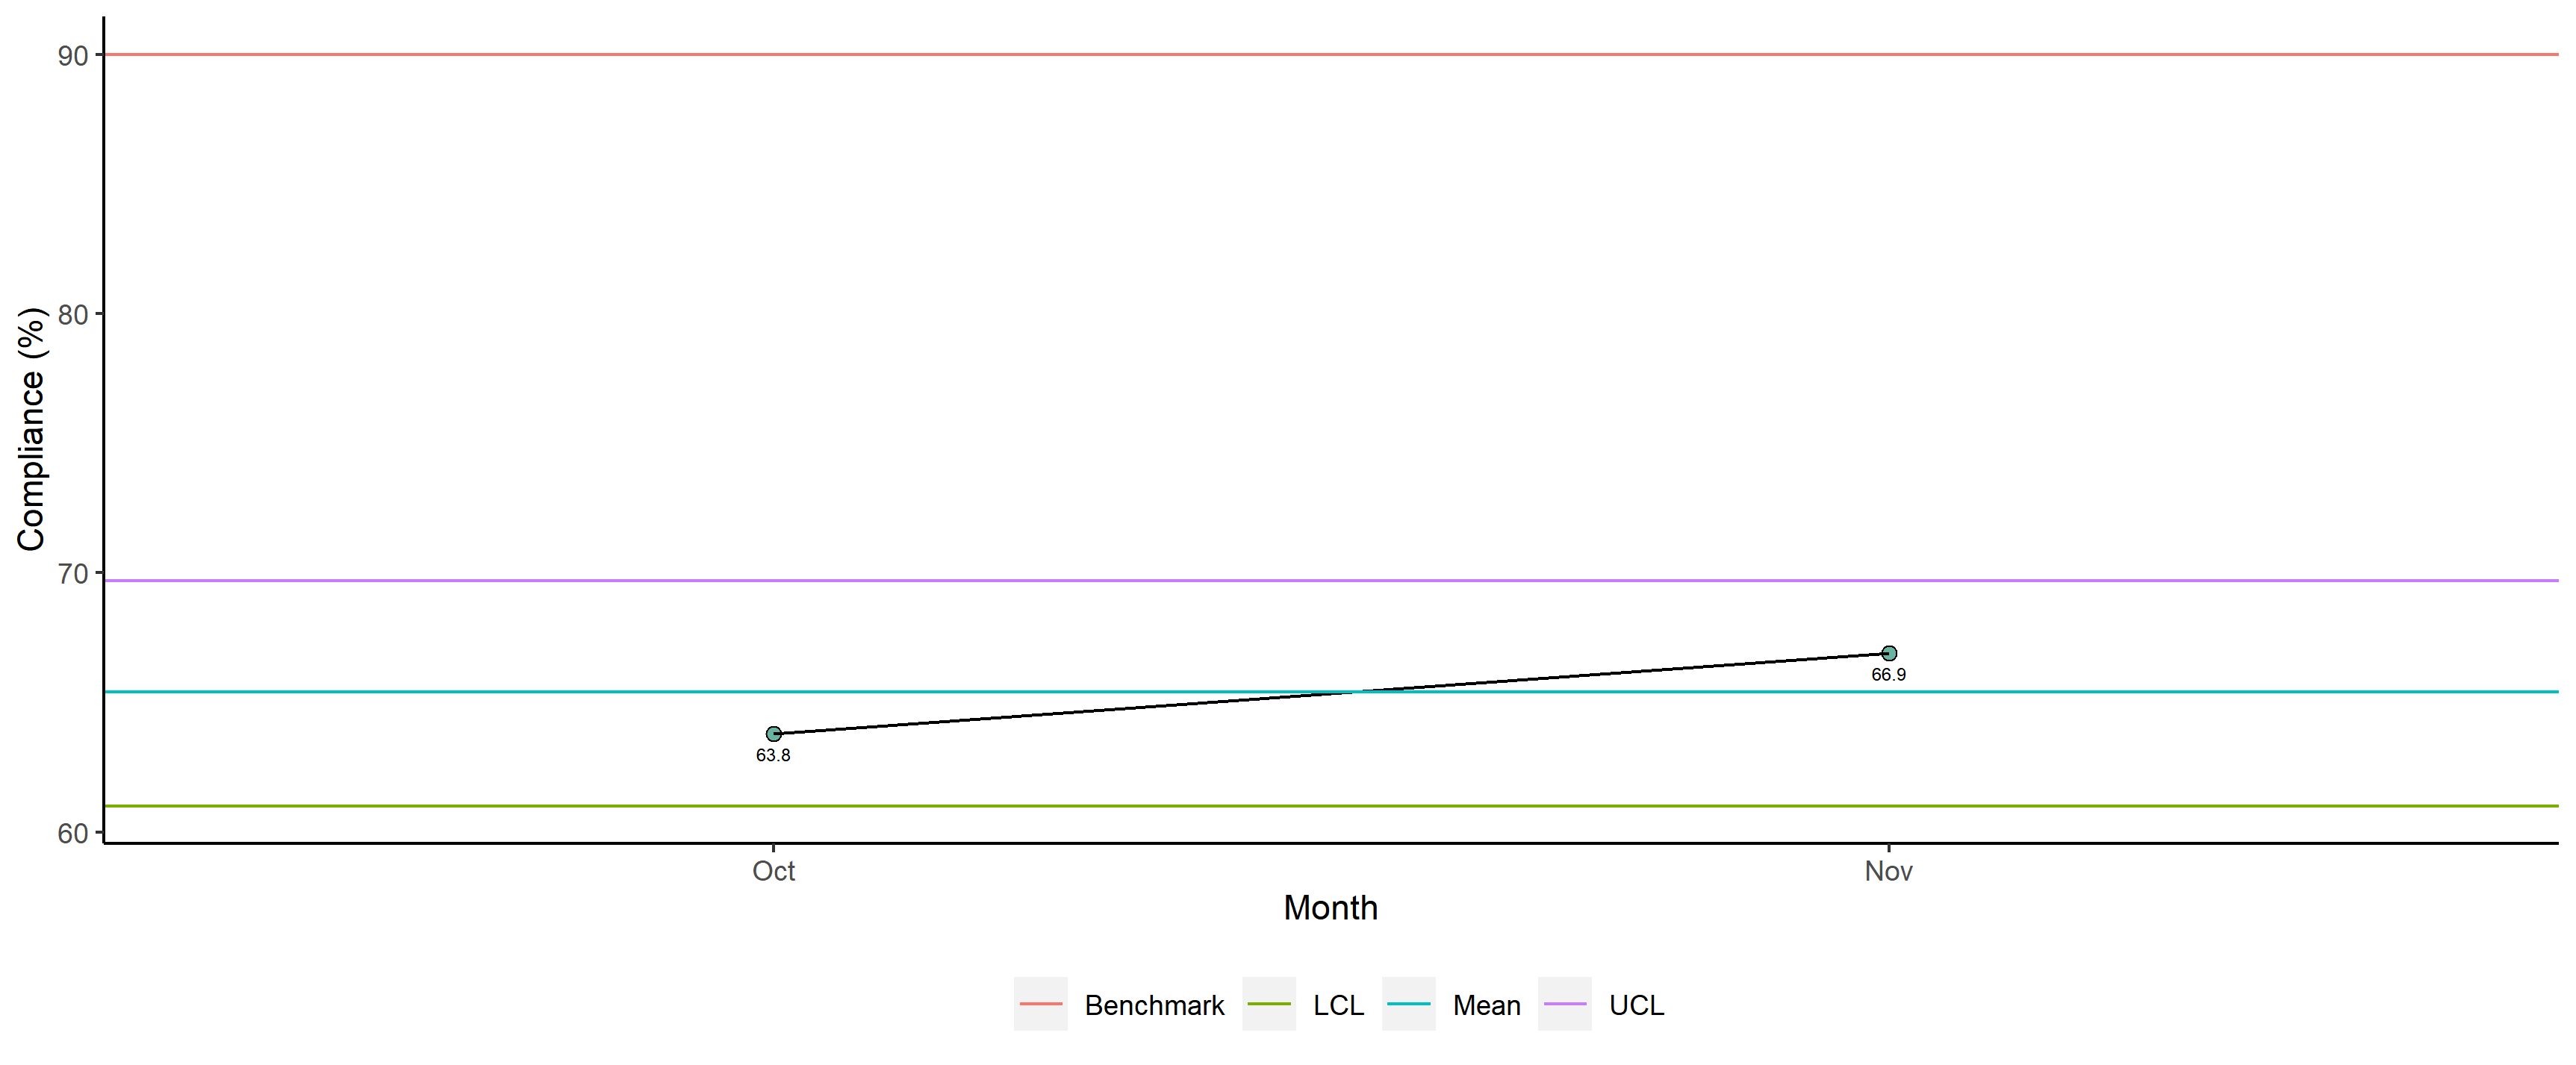 90
80
70
60
Compliance (%)
63.8
66.9
Oct
Nov
Month
Benchmark LCL Mean UCL